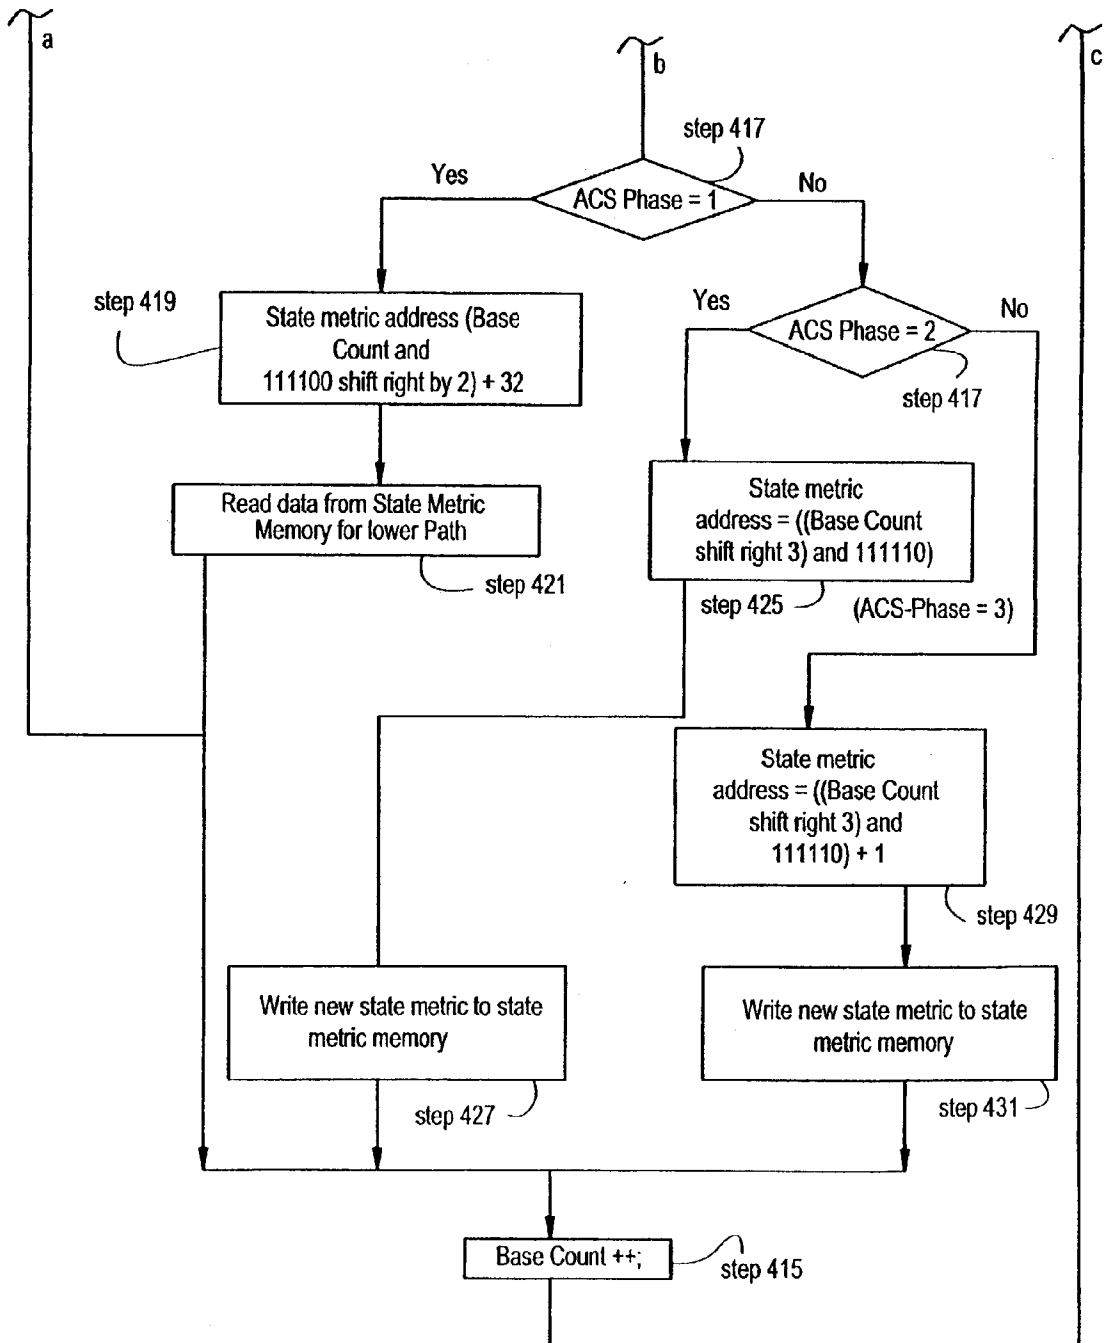 a
b
c
step 417
Yes
ACS Phase = 1
No
step 419
State metric address (Base
Count and
111100 shift right by 2) + 32
Yes
ACS Phase = 2
No
step 417
Read data from State Metric
Memory for lower Path
step 421
State metric
address = ((Base Count
shift right 3) and 111110)
step 425
(ACS-Phase = 3)
State metric
address = ((Base Count
shift right 3) and
111110) + 1
step 429
Write new state metric to state
metric memory
step 427
Write new state metric to state
metric memory
step 431
Base Count ++;
step 415